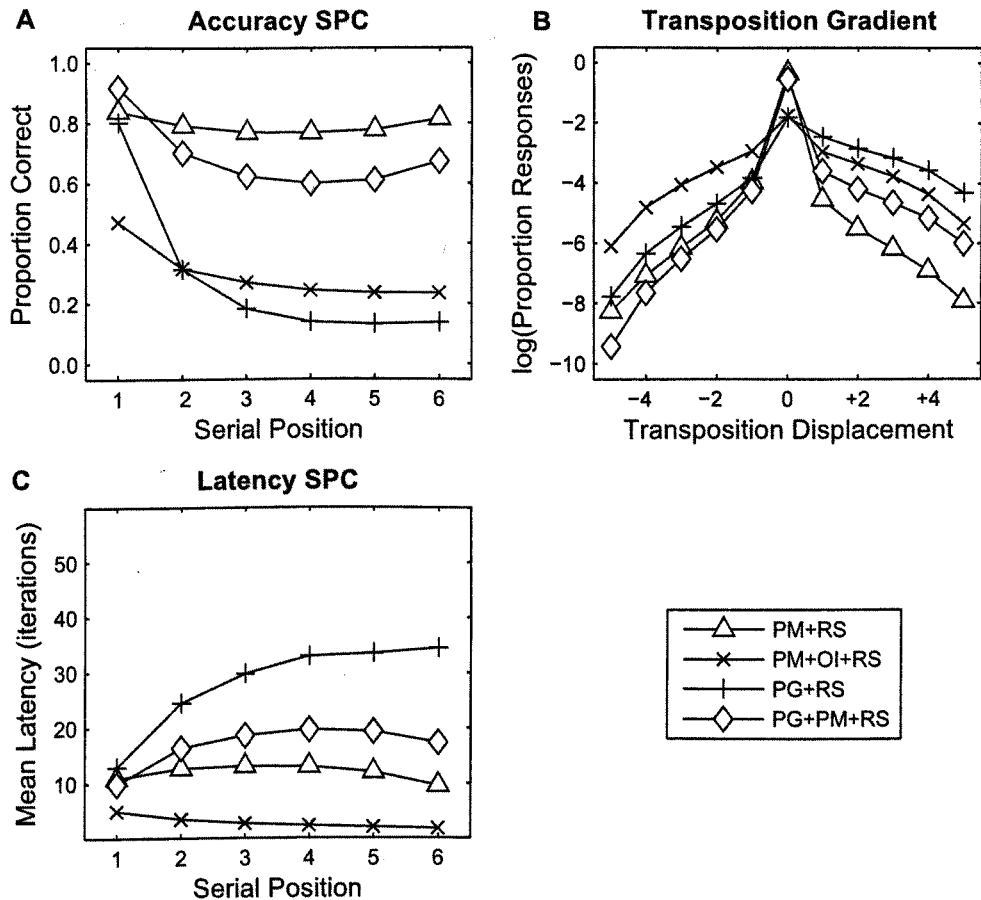 A Accuracy SPC
1.0
0.8
0.6
0.4
0.2
0.0
Proportion Correct
1 2 3 4 5 6
Serial Position
B Transposition Gradient
0
−2
−4
−6
−8
−10
log(Proportion Responses)
−4 −2 0 +2 +4
Transposition Displacement
C Latency SPC
50
40
30
20
10
Mean Latency (iterations)
1 2 3 4 5 6
Serial Position
PM+RS
PM+OI+RS
PG+RS
PG+PM+RS